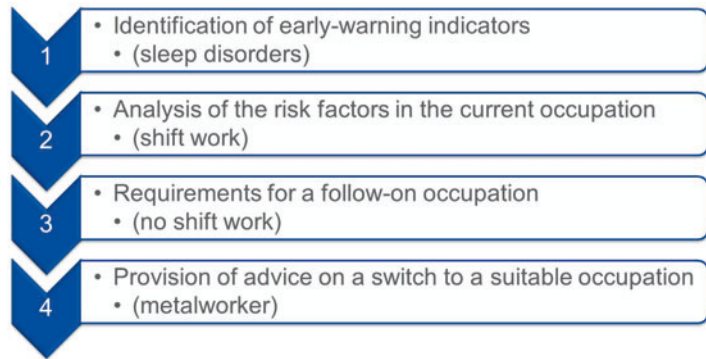 1
• Identification of early-warning indicators
• (sleep disorders)
2
• Analysis of the risk factors in the current occupation
• (shift work)
3
• Requirements for a follow-on occupation
• (no shift work)
4
• Provision of advice on a switch to a suitable occupation
• (metalworker)